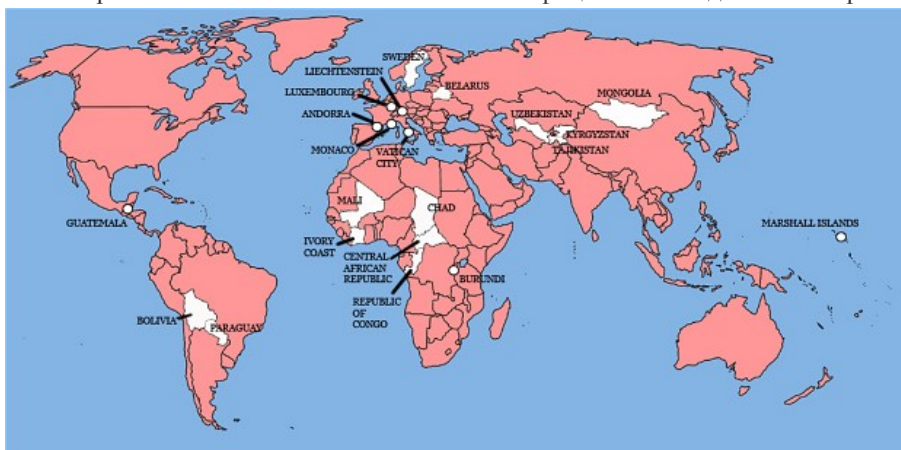 SWEDEN
LIECHTENSTEIN
LUXEMBOURG
BELARUS
ANDORRA
MONGOLIA
UZBEKISTAN
KYRGYZSTAN
TAJIKISTAN
MONACO
VATICAN
CITY
MALI
CHAD
GUATEMALA
MARSHALL ISLANDS
IVORY
COAST
CENTRAL
AFRICAN
REPUBLIC
BURUNDI
REPUBLIC
OF
CONGO
BOLIVIA
PARAGUAY